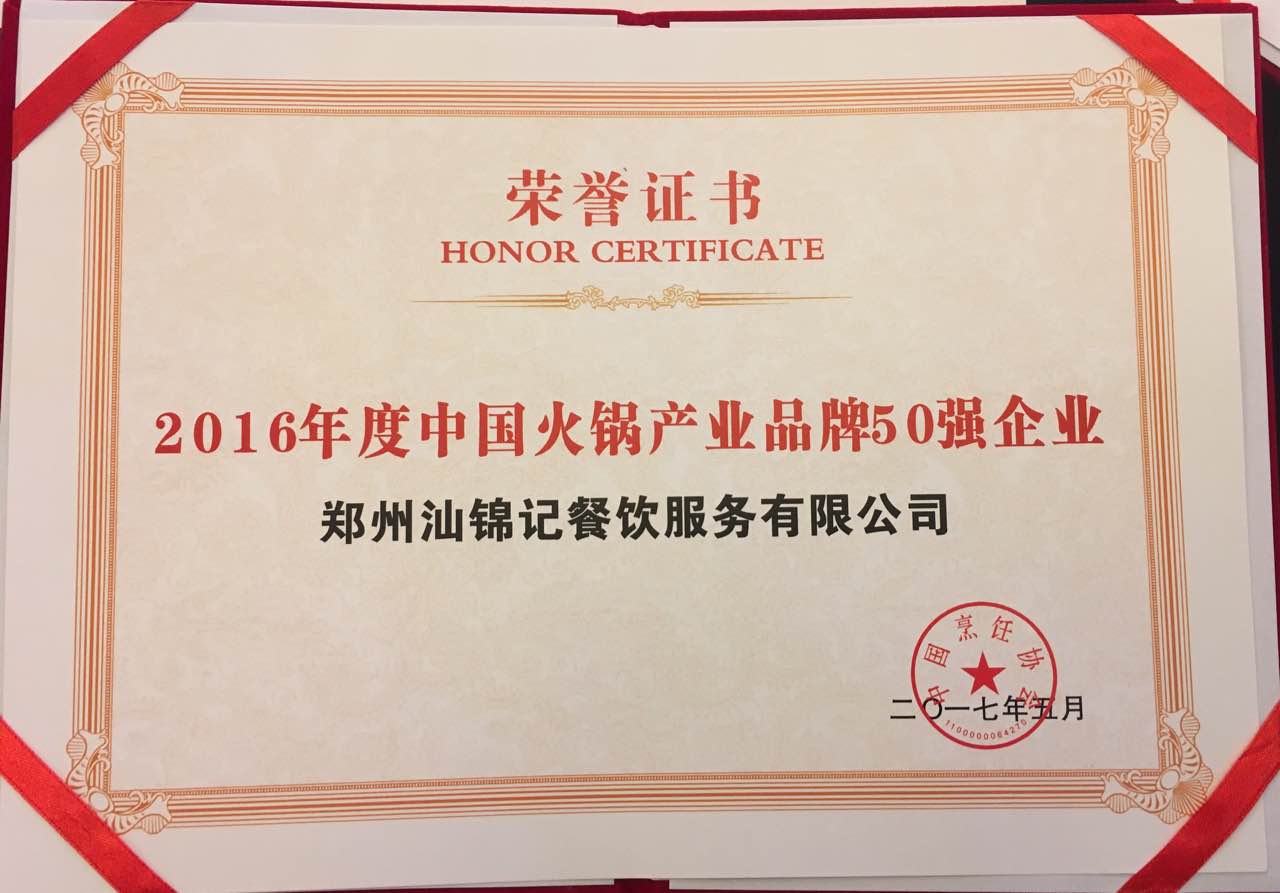 荣誉证书
HONOR CERTIFICATE
2016年度中国火锅产业品牌50强企业
郑州汕锦记餐饮服务有限公司
中国烹饪协会
二〇一七年五月
1100000064270